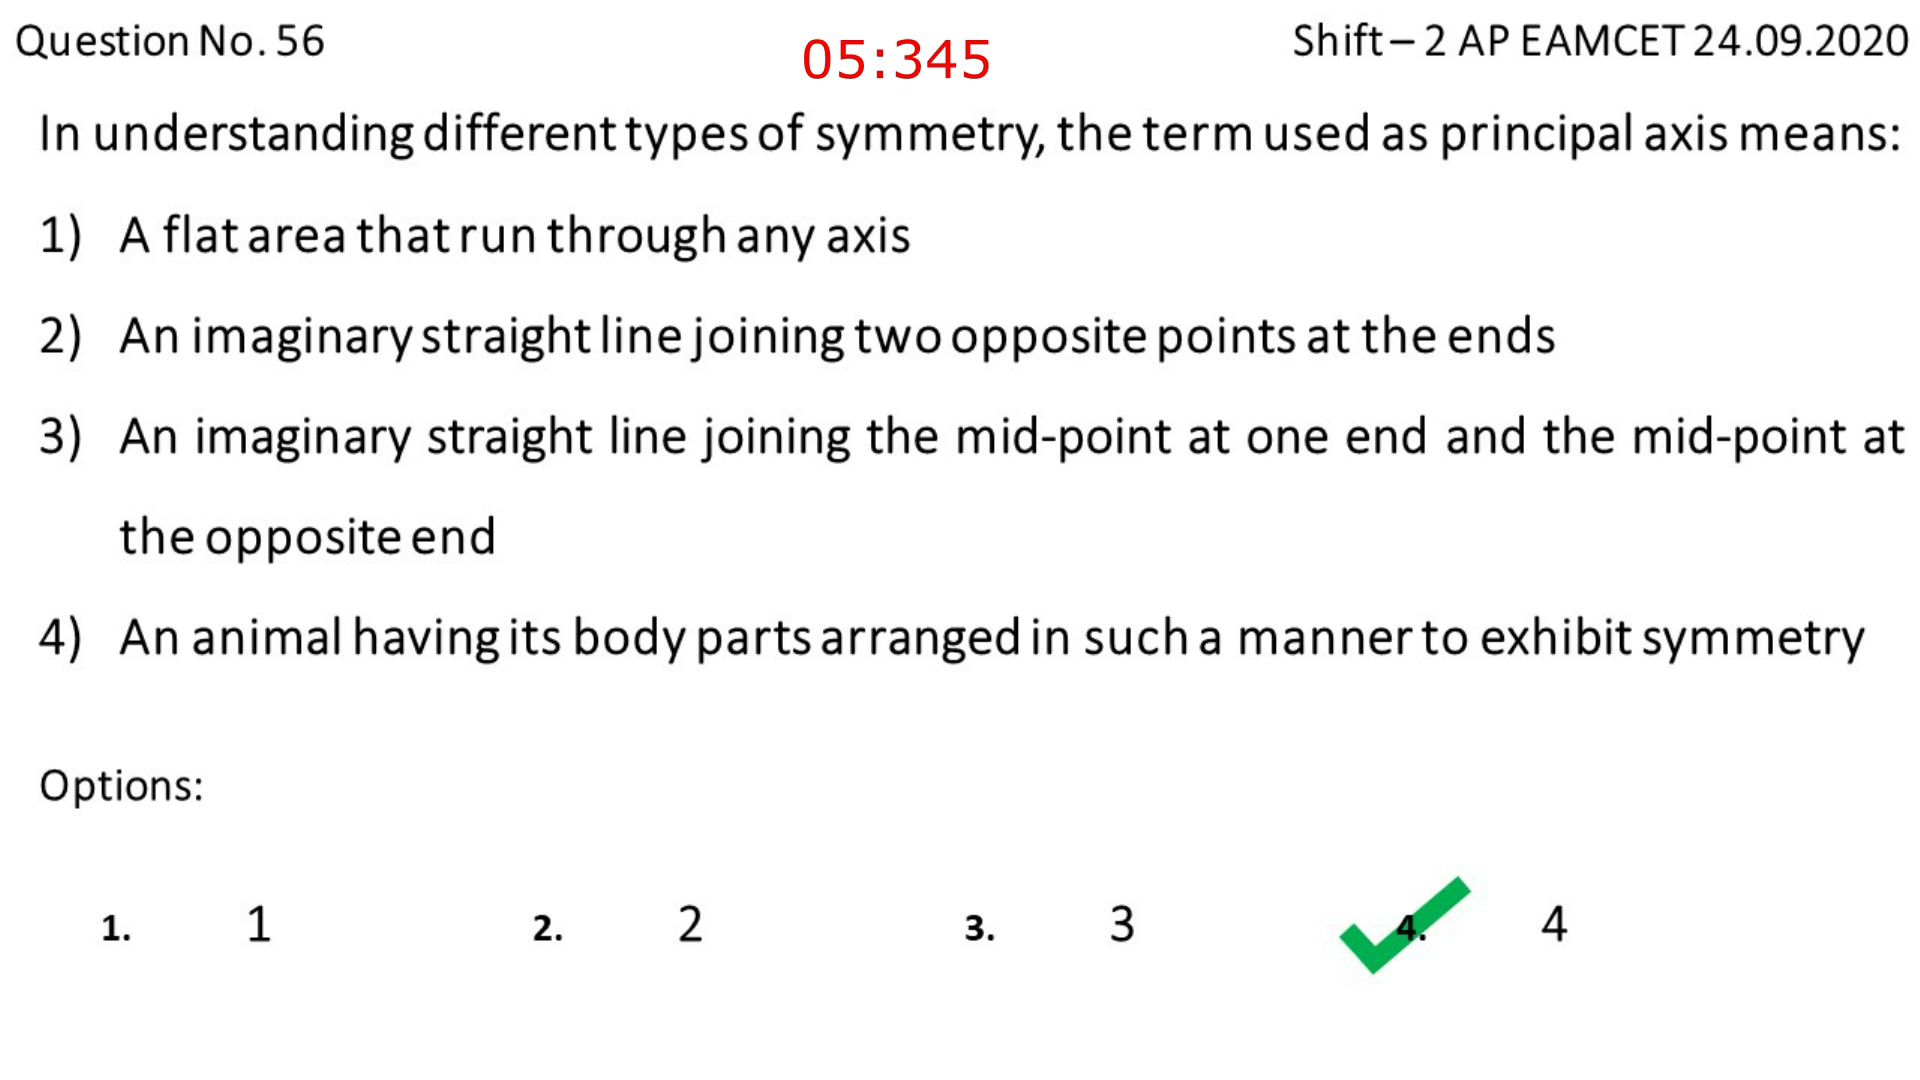 Question No. 56
05:345
Shift – 2 AP EAMCET 24.09.2020
In understanding different types of symmetry, the term used as principal axis means:
1) A flat area that run through any axis
2) An imaginary straight line joining two opposite points at the ends
3) An imaginary straight line joining the mid-point at one end and the mid-point at
the opposite end
4) An animal having its body parts arranged in such a manner to exhibit symmetry
Options:
1. 1 2. 2 3. 3 4. 4